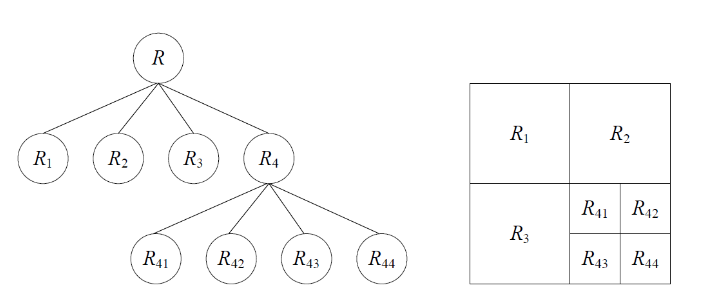 R
R₁ R₂ R₃ R₄
R₄₁ R₄₂ R₄₃ R₄₄
R₁ R₂
R₃
R₄₁ R₄₂
R₄₃ R₄₄